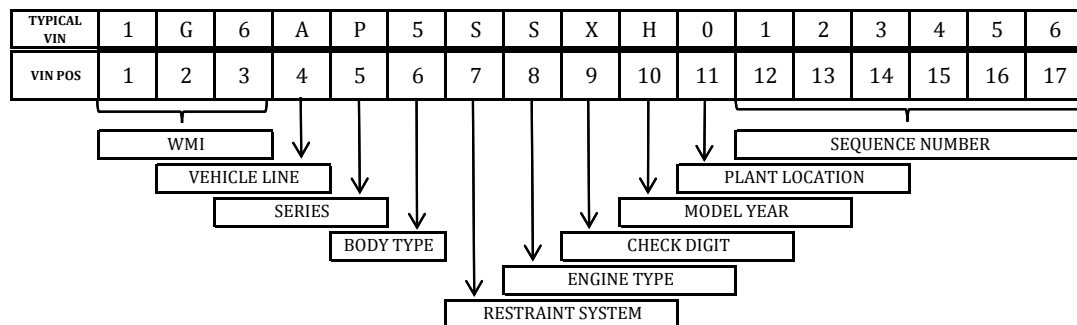 TYPICAL VIN 1 G 6 A P 5 S S X H 0 1 2 3 4 5 6
VIN POS 1 2 3 4 5 6 7 8 9 10 11 12 13 14 15 16 17
WMI SEQUENCE NUMBER
VEHICLE LINE PLANT LOCATION
SERIES MODEL YEAR
BODY TYPE CHECK DIGIT
ENGINE TYPE
RESTRAINT SYSTEM